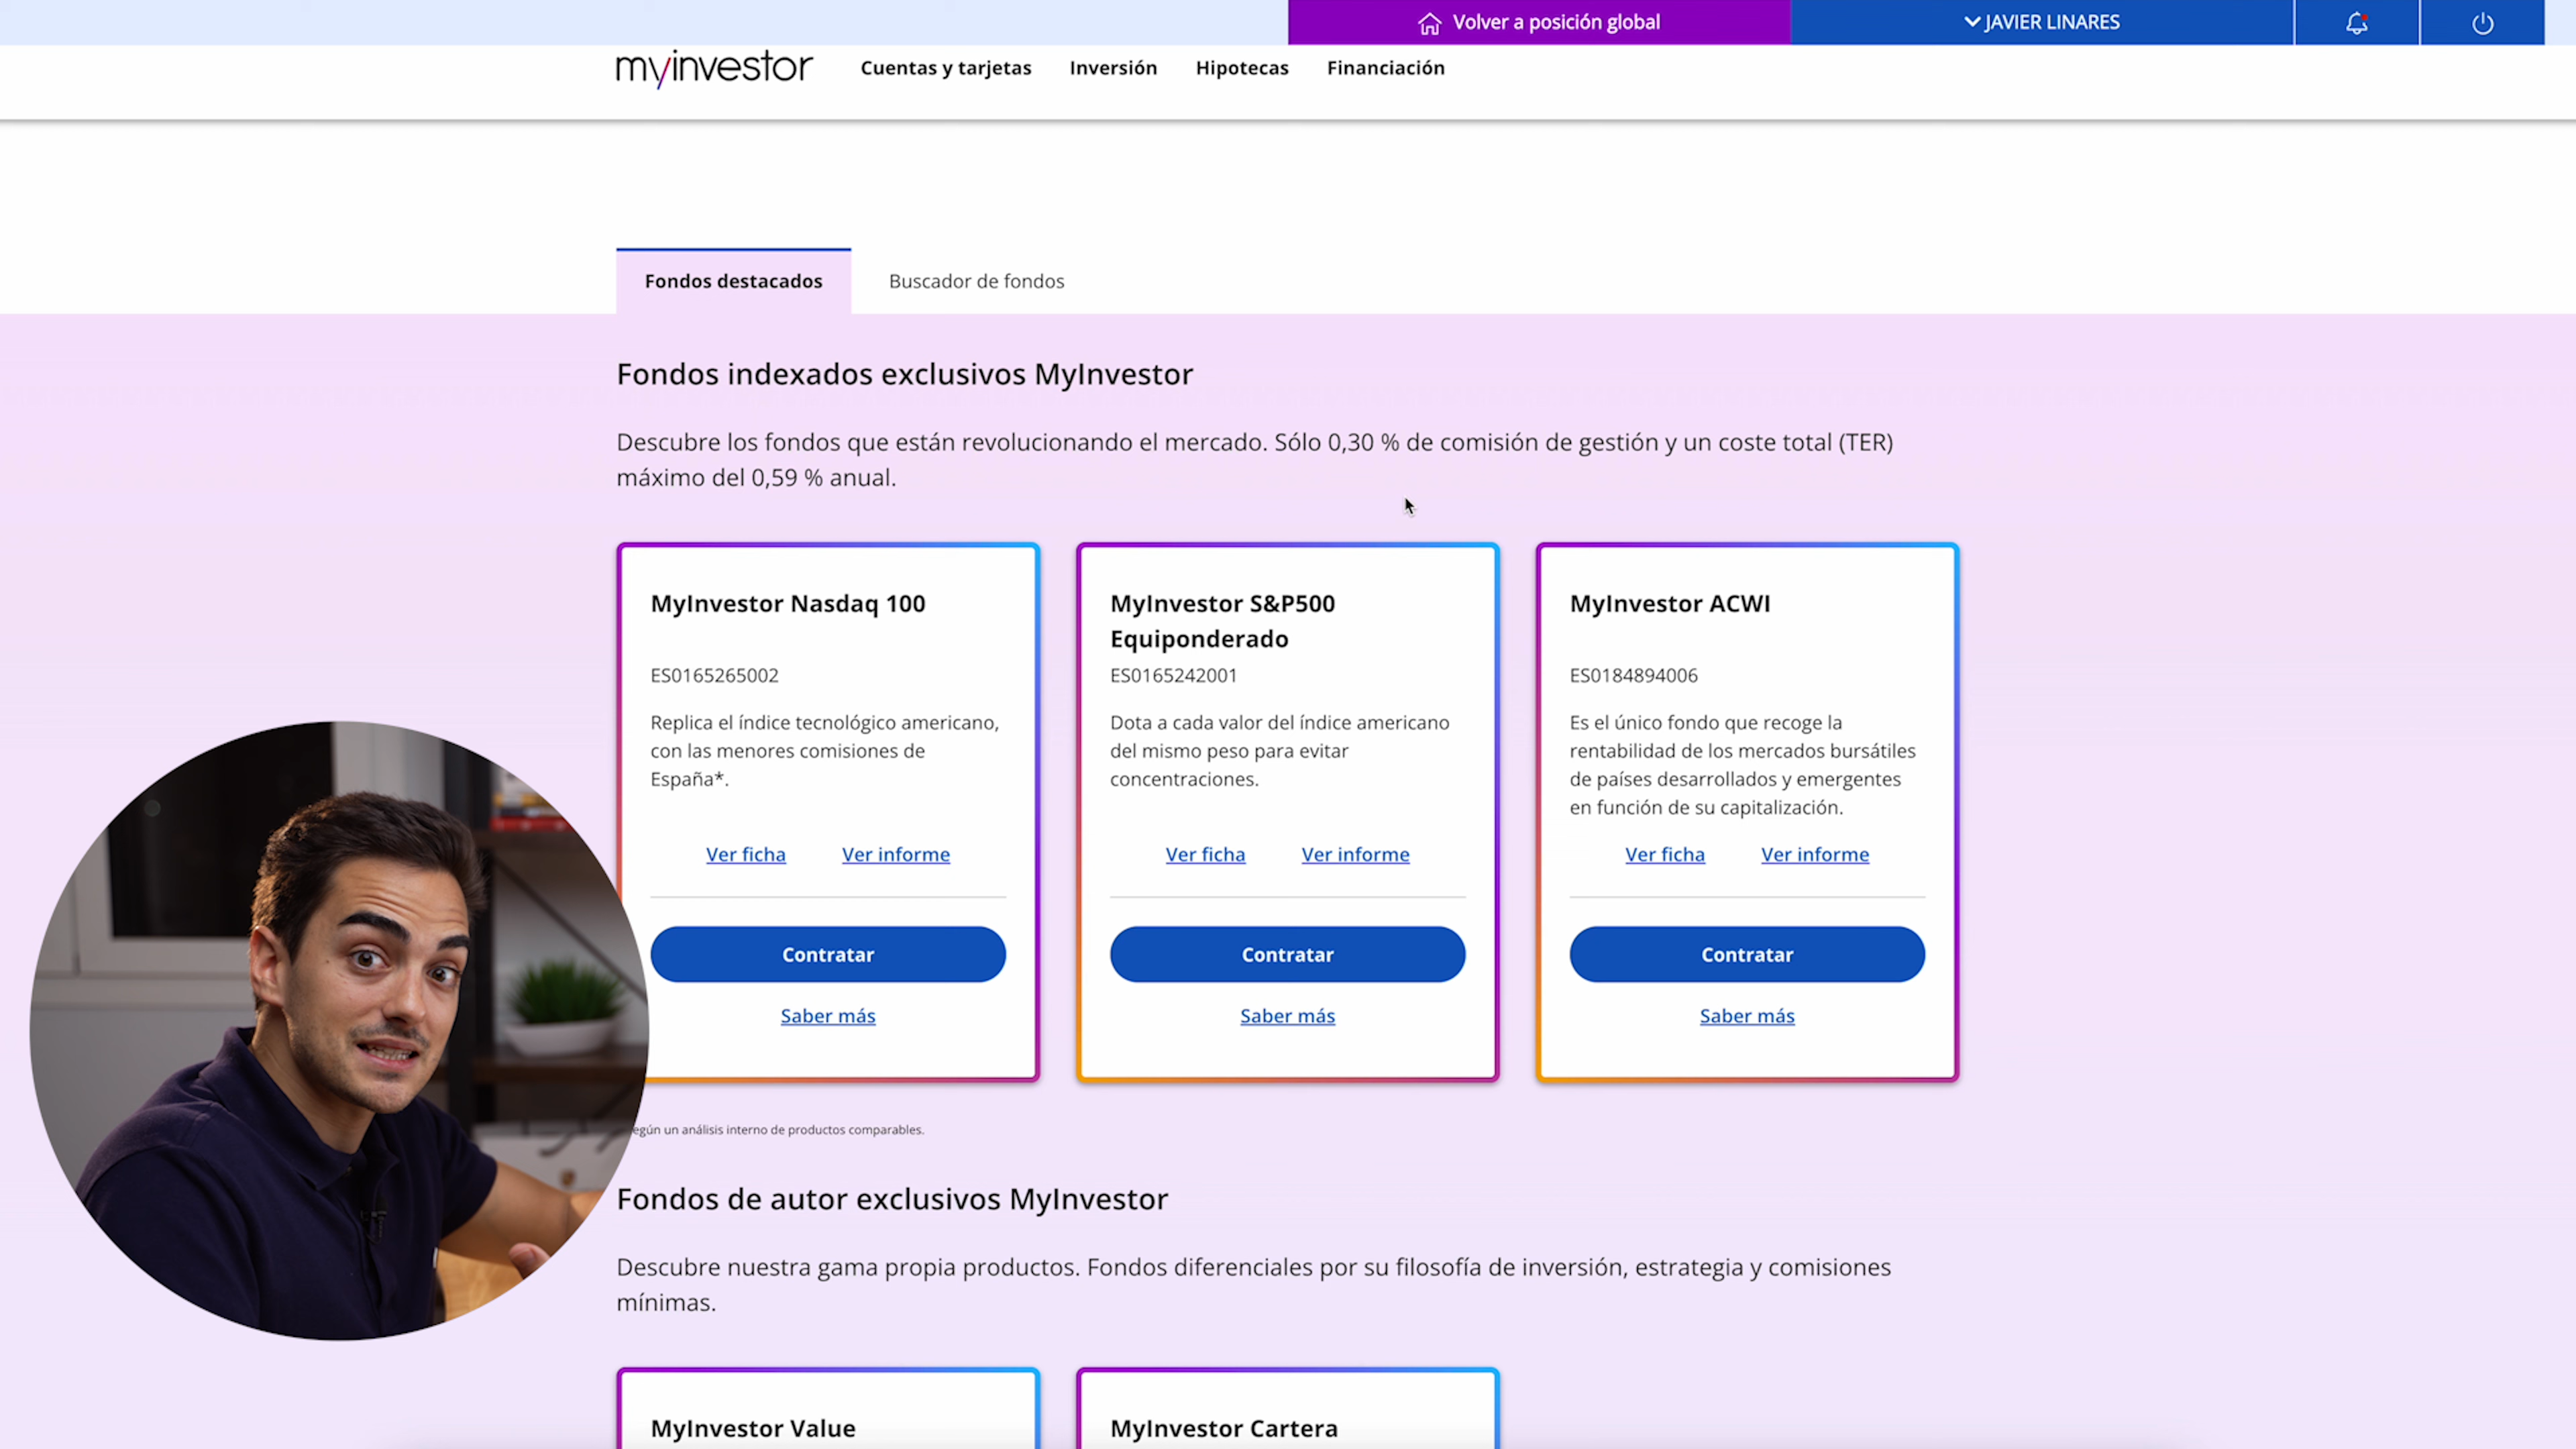 Volver a posición global
JAVIER LINARES
myinvestor
Cuentas y tarjetas
Inversión
Hipotecas
Financiación
Fondos destacados
Buscador de fondos
Fondos indexados exclusivos MyInvestor
Descubre los fondos que están revolucionando el mercado. Sólo 0,30 % de comisión de gestión y un coste total (TER)
máximo del 0,59 % anual.
MyInvestor Nasdaq 100
ES0165265002
Replica el índice tecnológico americano,
con las menores comisiones de
España*.
Ver ficha
Ver informe
Contratar
Saber más
MyInvestor S&P500
Equiponderado
ES0165242001
Dota a cada valor del índice americano
del mismo peso para evitar
concentraciones.
Ver ficha
Ver informe
Contratar
Saber más
MyInvestor ACWI
ES0184894006
Es el único fondo que recoge la
rentabilidad de los mercados bursátiles
de países desarrollados y emergentes
en función de su capitalización.
Ver ficha
Ver informe
Contratar
Saber más
egún un análisis interno de productos comparables.
Fondos de autor exclusivos MyInvestor
Descubre nuestra gama propia productos. Fondos diferenciales por su filosofía de inversión, estrategia y comisiones
mínimas.
MyInvestor Value
MyInvestor Cartera